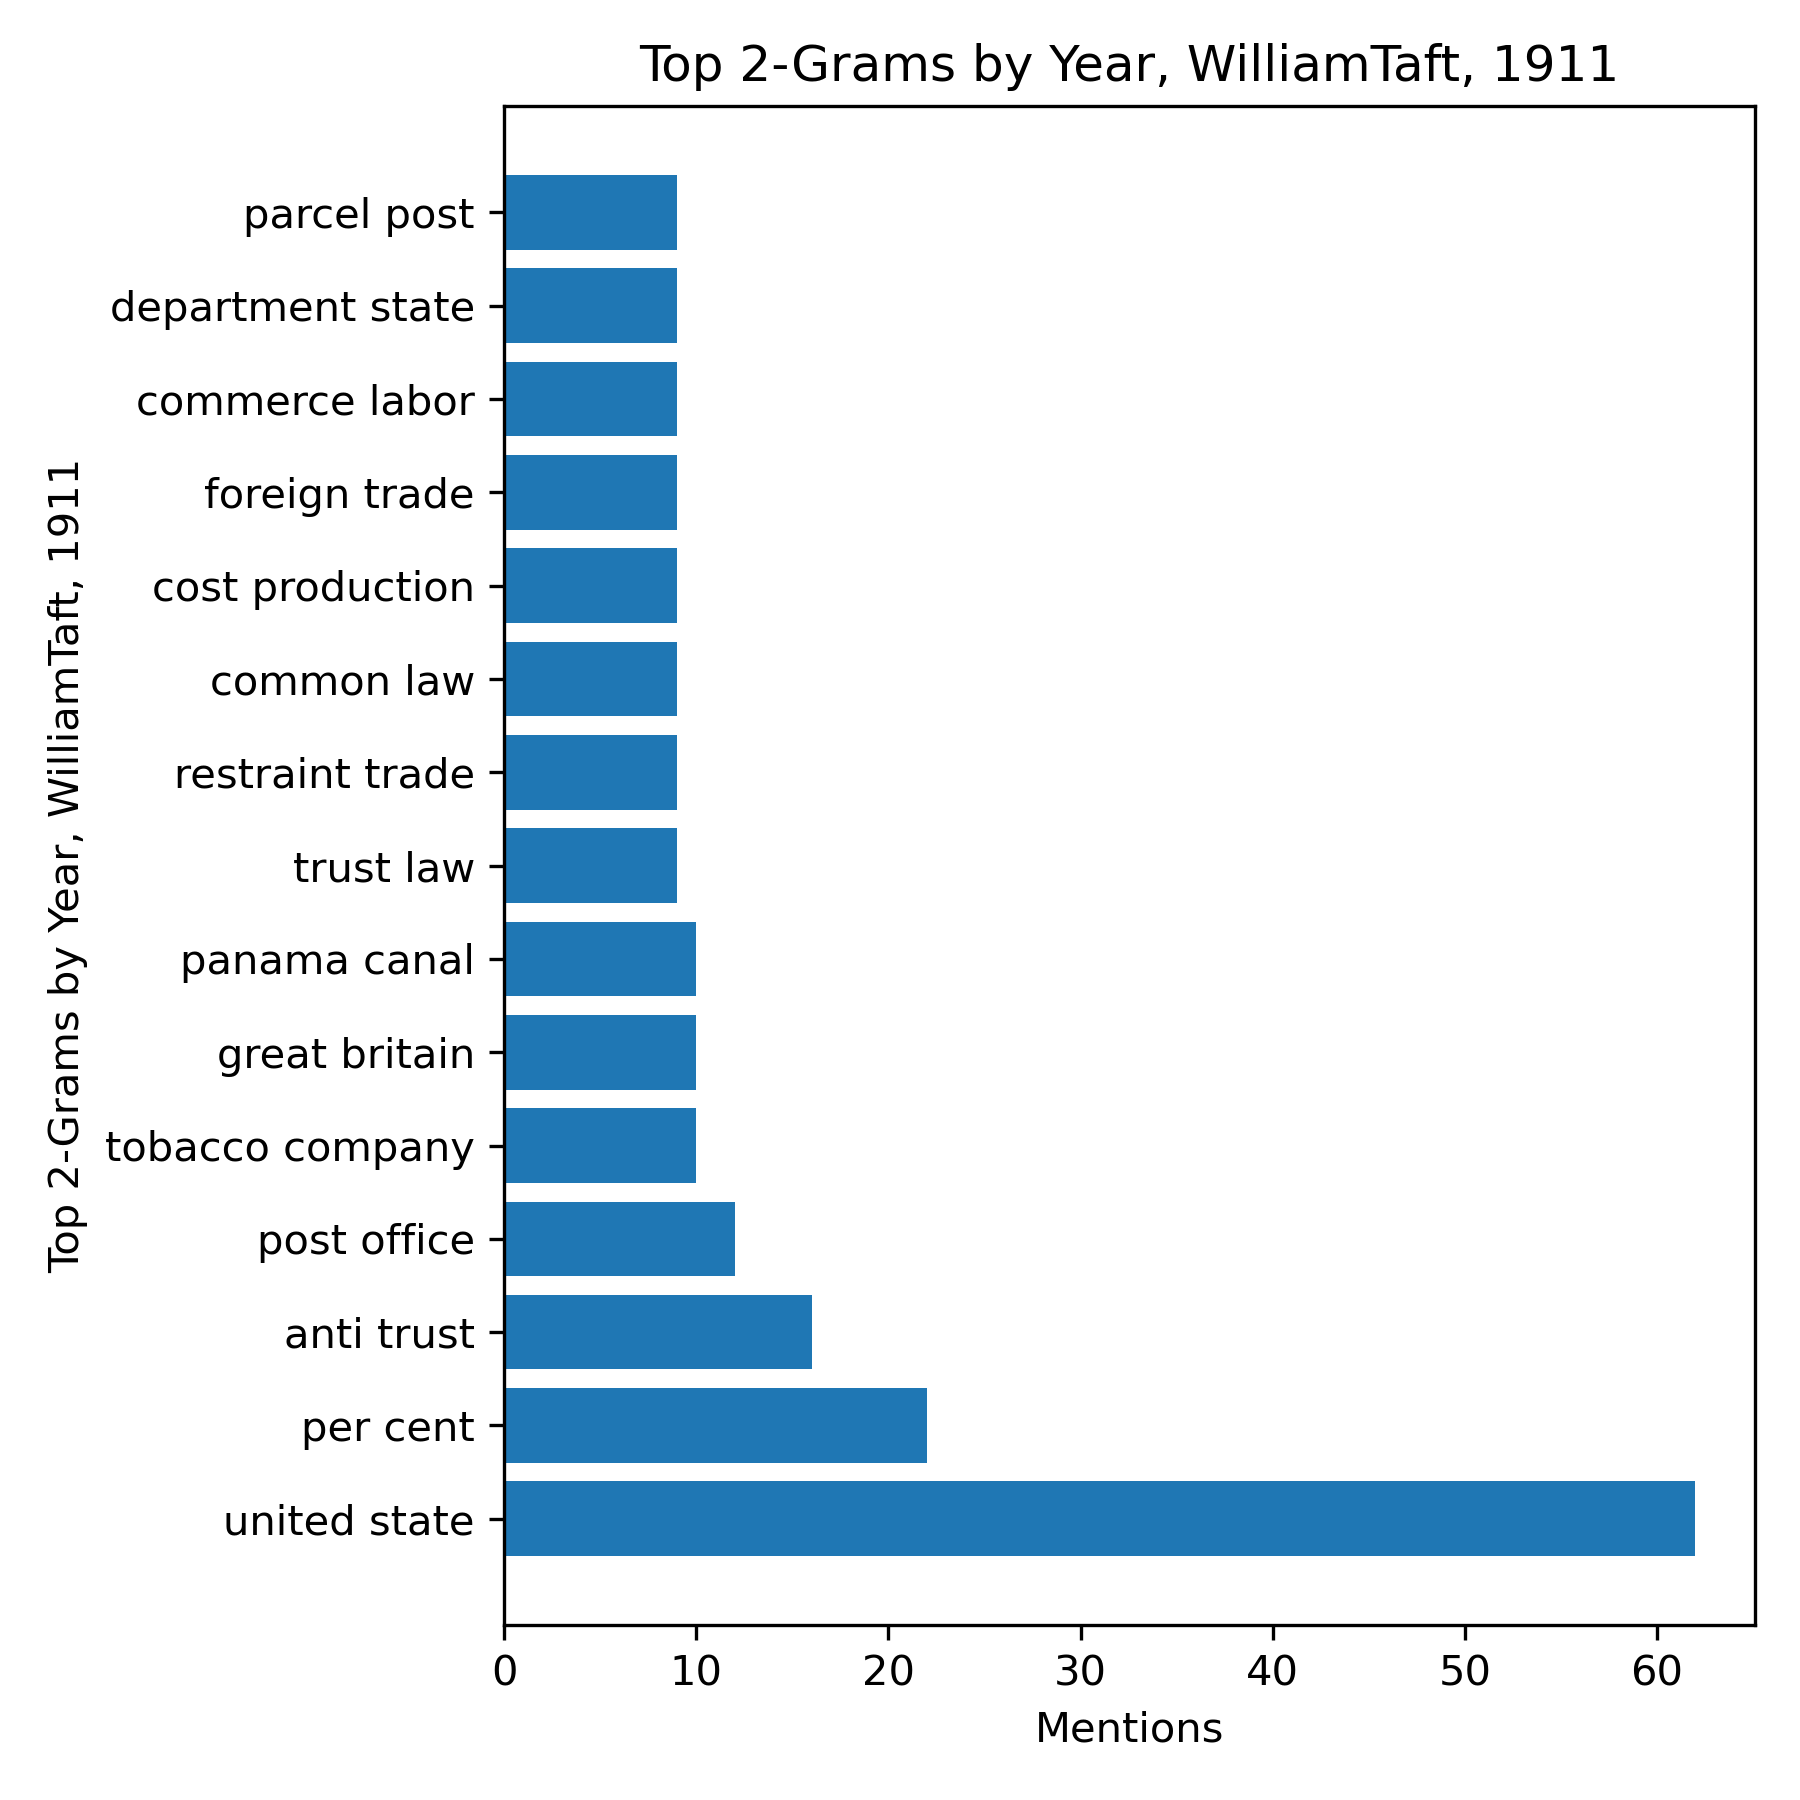 Top 2-Grams by Year, WilliamTaft, 1911
Top 2-Grams by Year, WilliamTaft, 1911
parcel post
department state
commerce labor
foreign trade
cost production
common law
restraint trade
trust law
panama canal
great britain
tobacco company
post office
anti trust
per cent
united state
0 10 20 30 40 50 60
Mentions